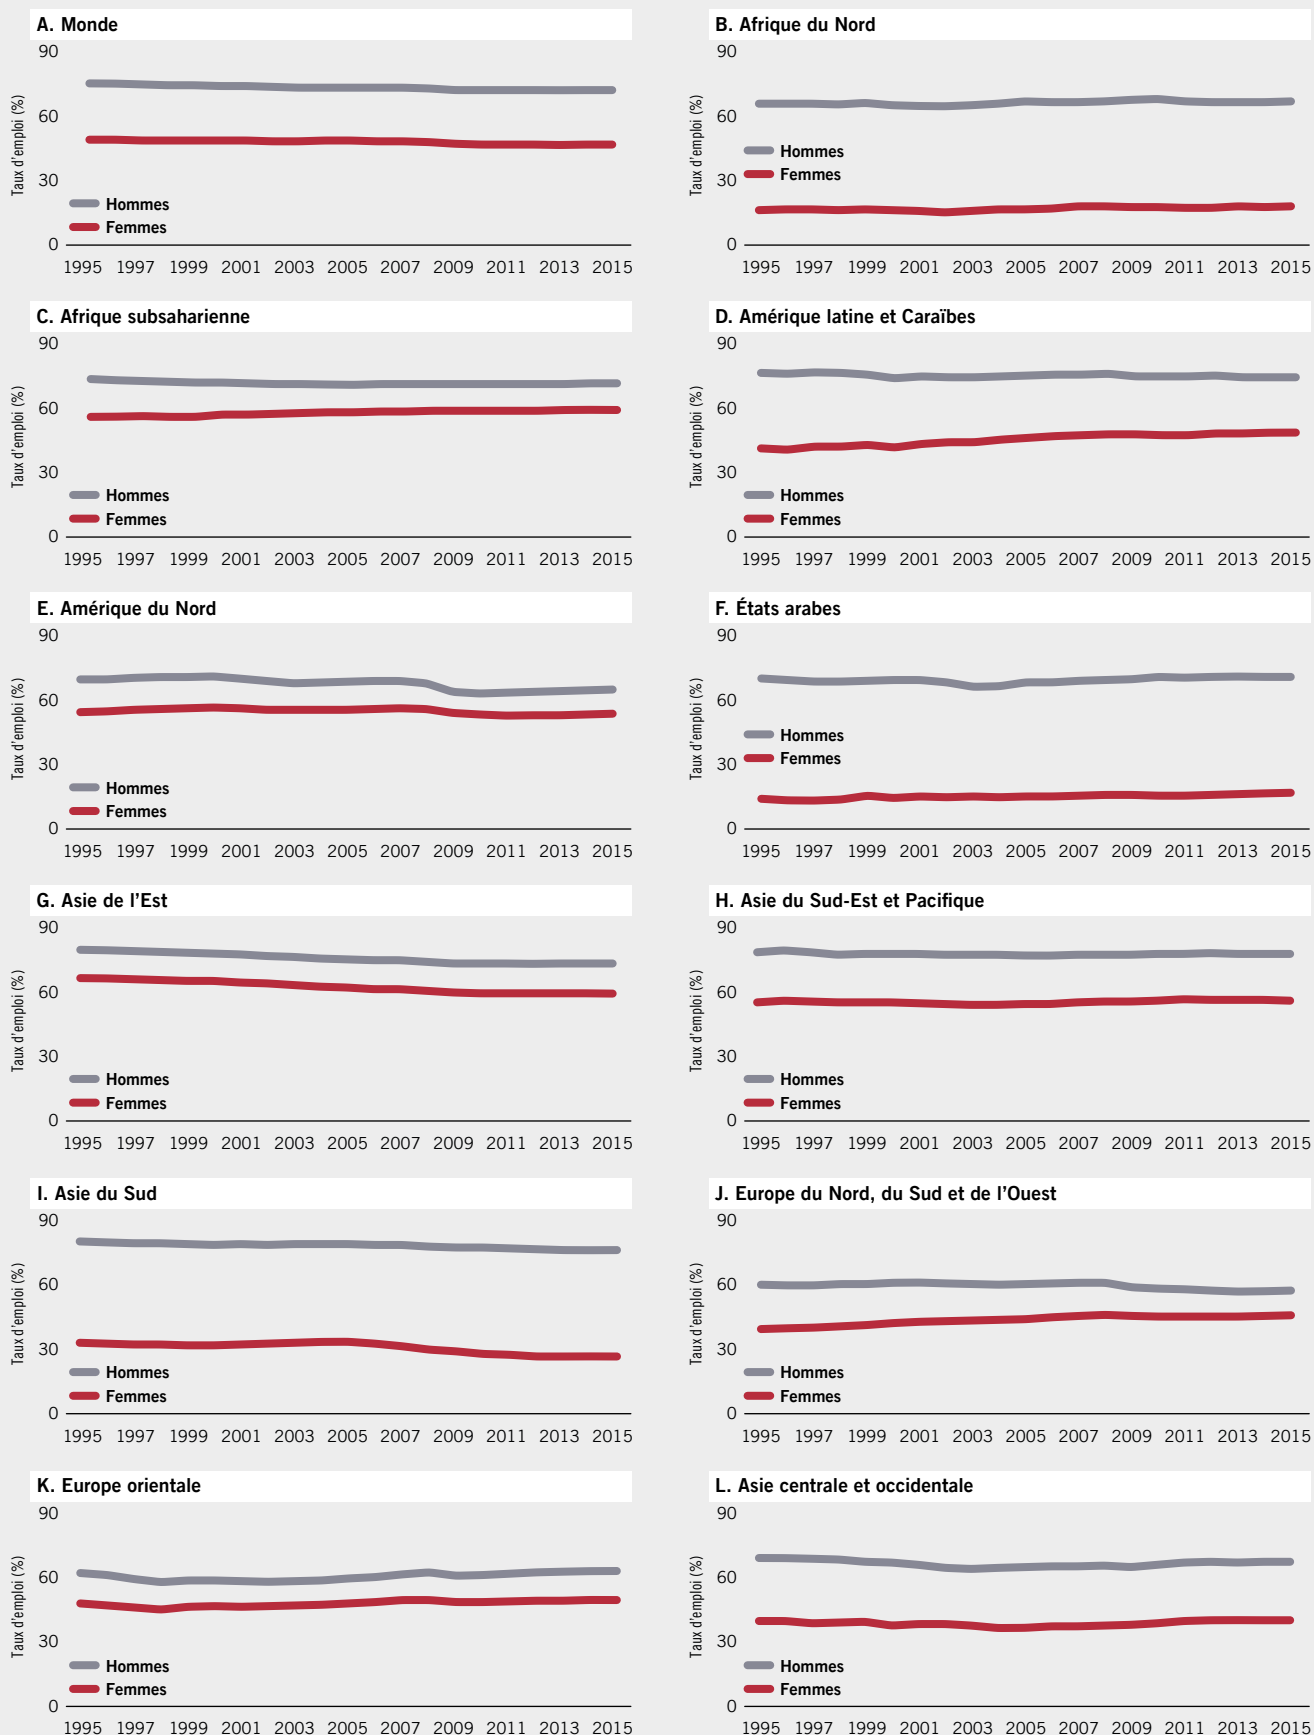 A. Monde
90
60
30
0
Taux d'emploi (%)
Hommes
Femmes
1995 1997 1999 2001 2003 2005 2007 2009 2011 2013 2015
B. Afrique du Nord
90
60
30
0
Taux d'emploi (%)
Hommes
Femmes
1995 1997 1999 2001 2003 2005 2007 2009 2011 2013 2015
C. Afrique subsaharienne
90
60
30
0
Taux d'emploi (%)
Hommes
Femmes
1995 1997 1999 2001 2003 2005 2007 2009 2011 2013 2015
D. Amérique latine et Caraïbes
90
60
30
0
Taux d'emploi (%)
Hommes
Femmes
1995 1997 1999 2001 2003 2005 2007 2009 2011 2013 2015
E. Amérique du Nord
90
60
30
0
Taux d'emploi (%)
Hommes
Femmes
1995 1997 1999 2001 2003 2005 2007 2009 2011 2013 2015
F. États arabes
90
60
30
0
Taux d'emploi (%)
Hommes
Femmes
1995 1997 1999 2001 2003 2005 2007 2009 2011 2013 2015
G. Asie de l'Est
90
60
30
0
Taux d'emploi (%)
Hommes
Femmes
1995 1997 1999 2001 2003 2005 2007 2009 2011 2013 2015
H. Asie du Sud-Est et Pacifique
90
60
30
0
Taux d'emploi (%)
Hommes
Femmes
1995 1997 1999 2001 2003 2005 2007 2009 2011 2013 2015
I. Asie du Sud
90
60
30
0
Taux d'emploi (%)
Hommes
Femmes
1995 1997 1999 2001 2003 2005 2007 2009 2011 2013 2015
J. Europe du Nord, du Sud et de l'Ouest
90
60
30
0
Taux d'emploi (%)
Hommes
Femmes
1995 1997 1999 2001 2003 2005 2007 2009 2011 2013 2015
K. Europe orientale
90
60
30
0
Taux d'emploi (%)
Hommes
Femmes
1995 1997 1999 2001 2003 2005 2007 2009 2011 2013 2015
L. Asie centrale et occidentale
90
60
30
0
Taux d'emploi (%)
Hommes
Femmes
1995 1997 1999 2001 2003 2005 2007 2009 2011 2013 2015